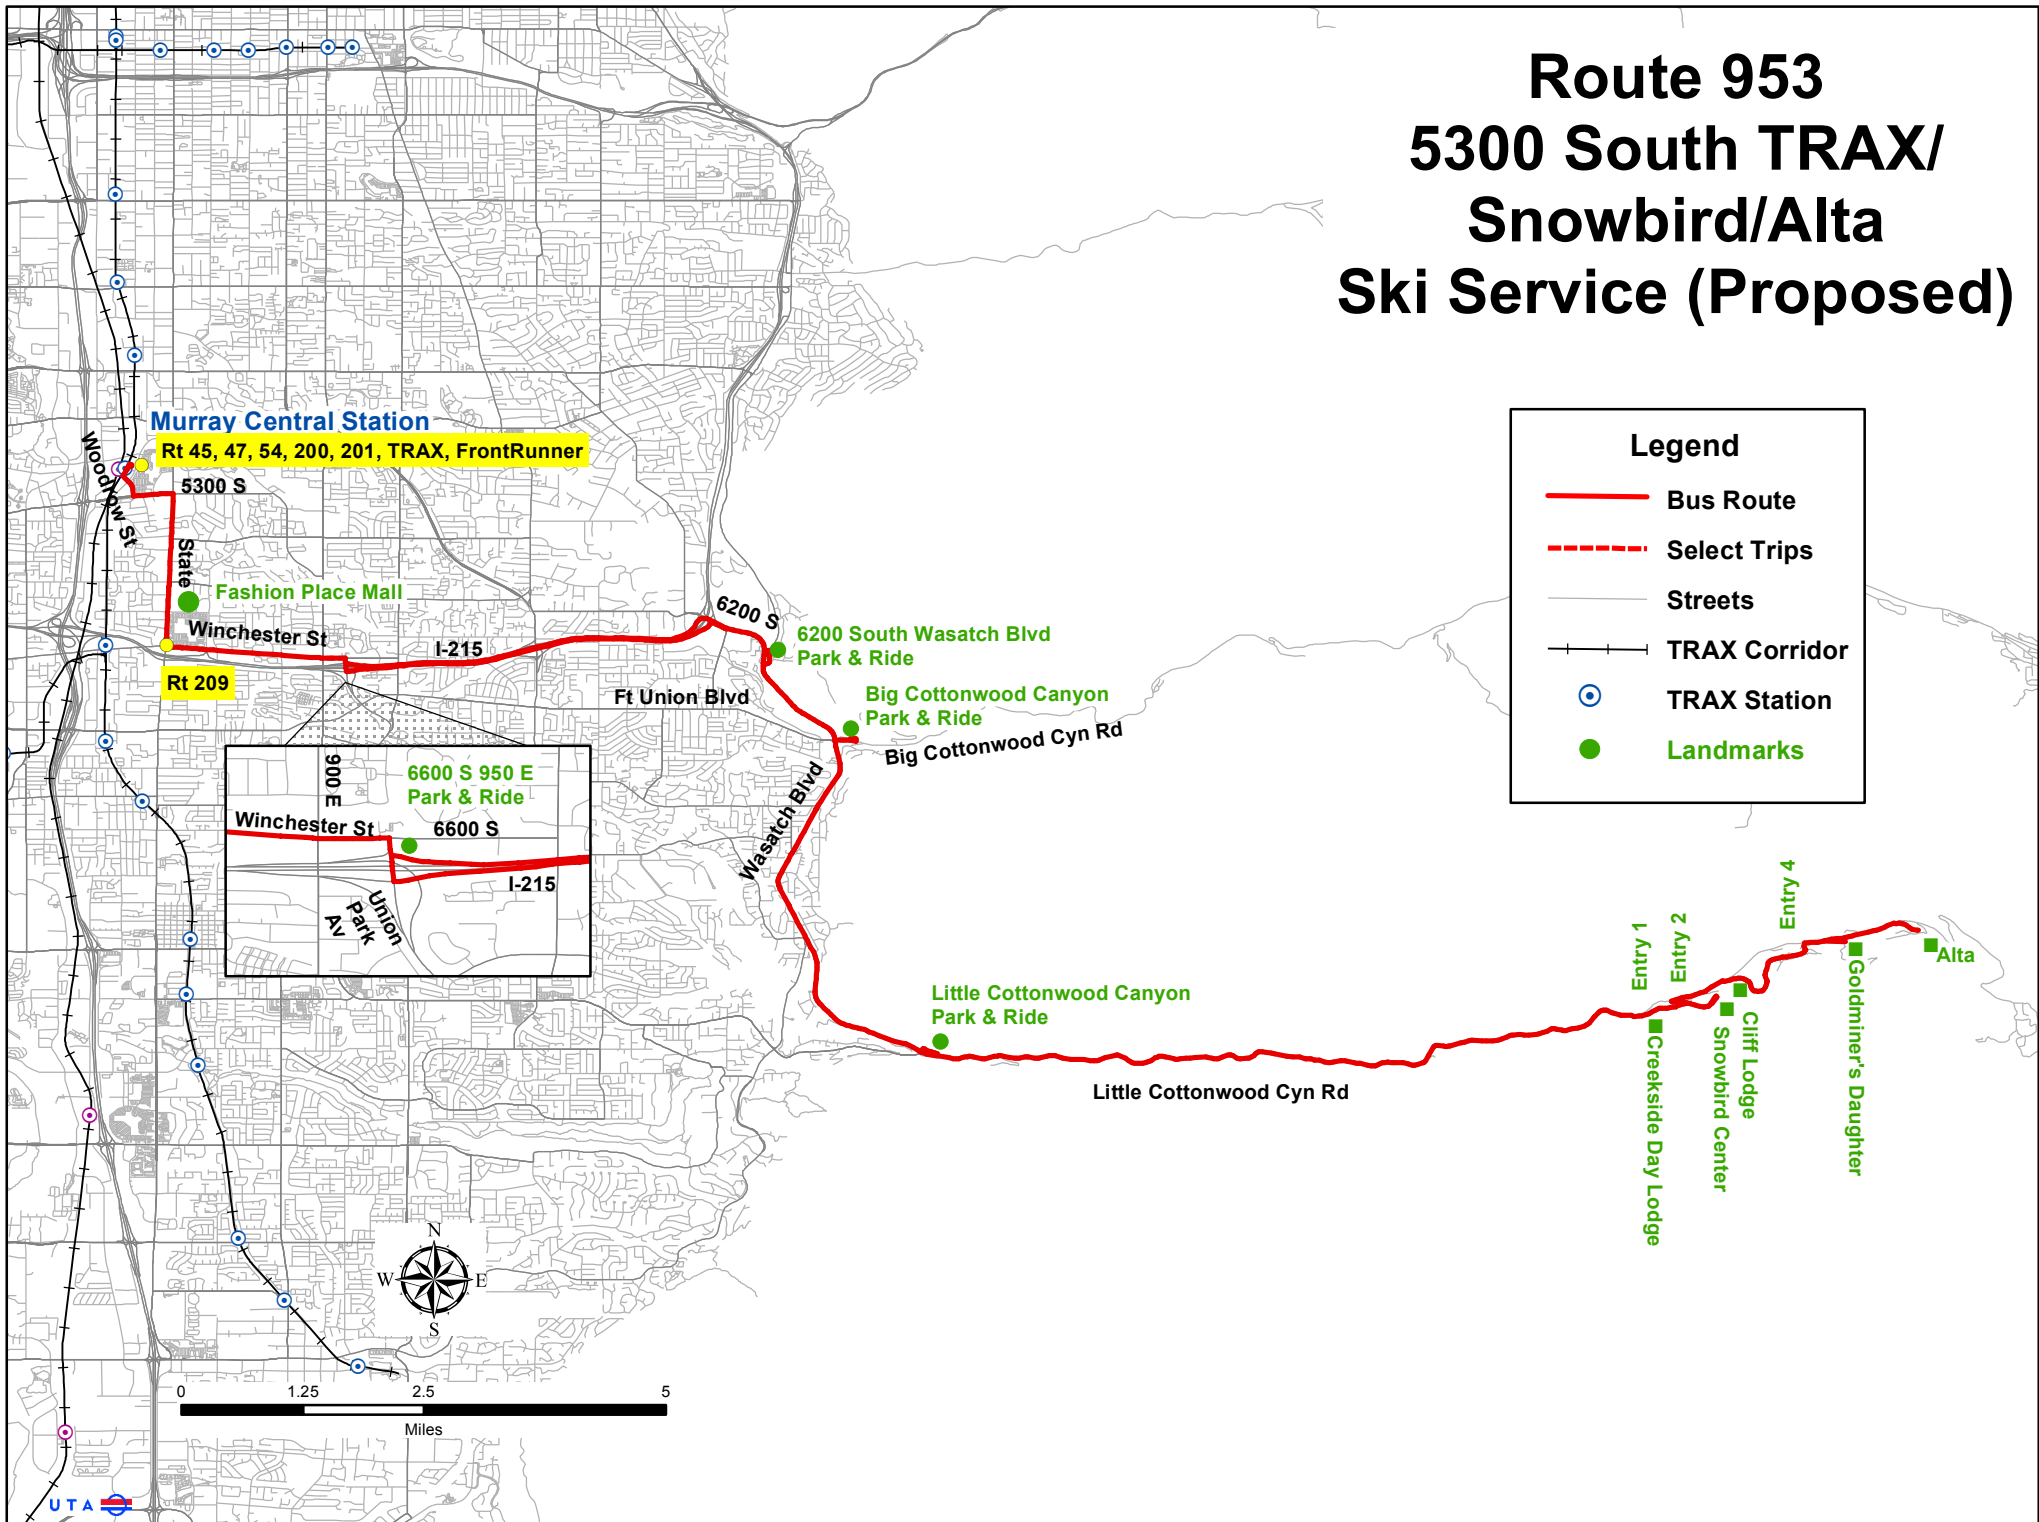 Route 953
5300 South TRAX/
Snowbird/Alta
Ski Service (Proposed)
Murray Central Station
Rt 45, 47, 54, 200, 201, TRAX, FrontRunner
Woodrow St
5300 S
State
Fashion Place Mall
Winchester St
I-215
Rt 209
6200 S
6200 South Wasatch Blvd
Park & Ride
Ft Union Blvd
Big Cottonwood Canyon
Park & Ride
Big Cottonwood Cyn Rd
Wasatch Blvd
900 E
6600 S 950 E
Park & Ride
Winchester St
6600 S
I-215
Union
Park
Av
Legend
Bus Route
Select Trips
Streets
TRAX Corridor
TRAX Station
Landmarks
Little Cottonwood Canyon
Park & Ride
Little Cottonwood Cyn Rd
Entry 1
Entry 2
Entry 4
Creekside Day Lodge
Snowbird Center
Cliff Lodge
Goldminer's Daughter
Alta
N
W
E
S
0
1.25
2.5
5
Miles
UTA